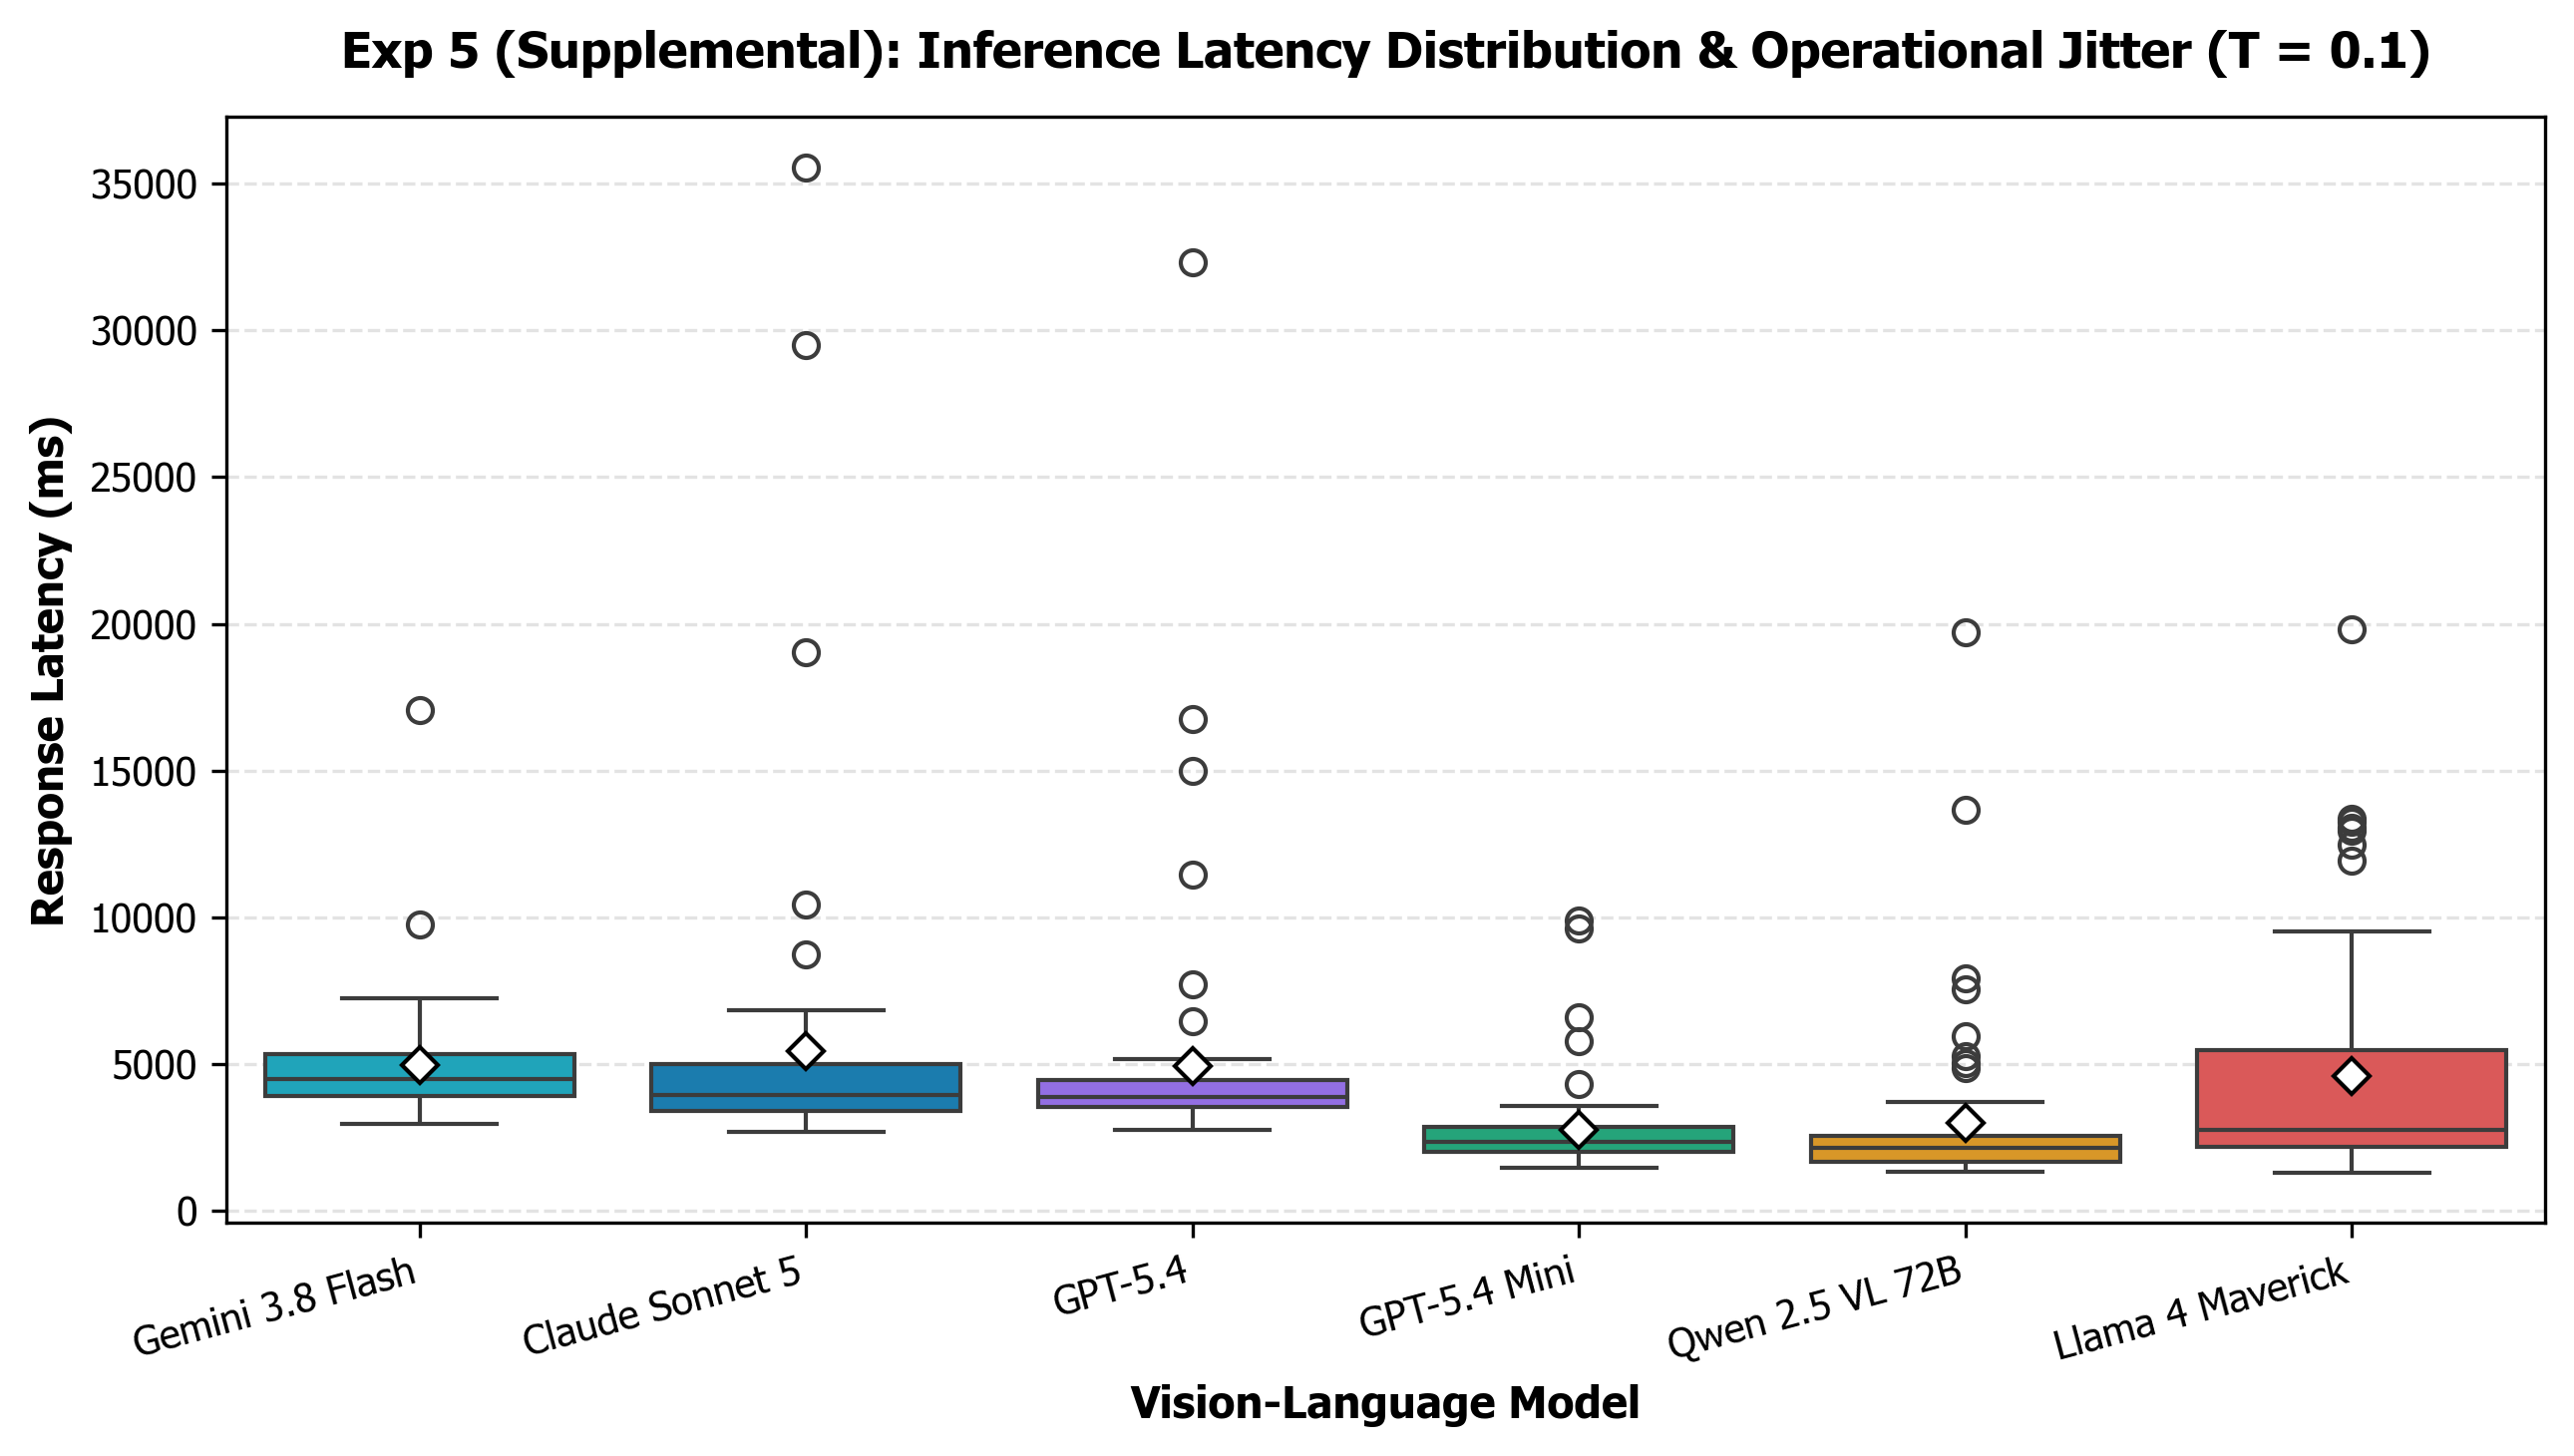 Exp 5 (Supplemental): Inference Latency Distribution & Operational Jitter (T = 0.1)
Response Latency (ms)
35000
30000
25000
20000
15000
10000
5000
0
Gemini 3.8 Flash
Claude Sonnet 5
GPT-5.4
GPT-5.4 Mini
Qwen 2.5 VL 72B
Llama 4 Maverick
Vision-Language Model